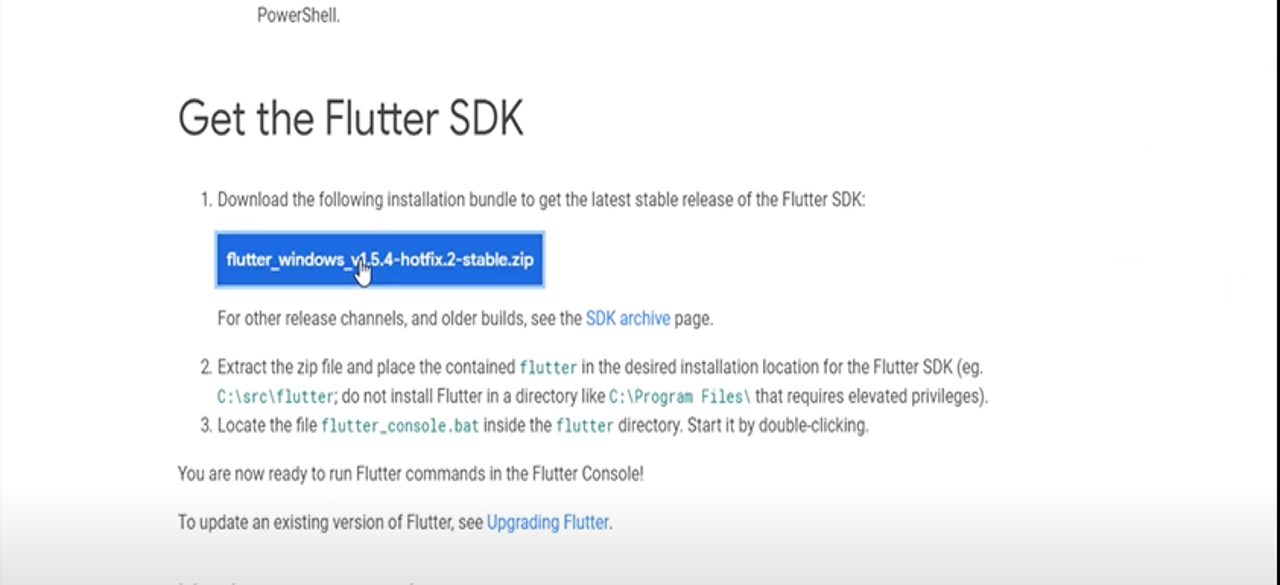 PowerShell.
Get the Flutter SDK
1. Download the following installation bundle to get the latest stable release of the Flutter SDK:
flutter_windows_v1.5.4-hotfix.2-stable.zip
For other release channels, and older builds, see the SDK archive page.
2. Extract the zip file and place the contained flutter in the desired installation location for the Flutter SDK (eg.
C:\src\flutter; do not install Flutter in a directory like C:\Program Files\ that requires elevated privileges).
3. Locate the file flutter_console.bat inside the flutter directory. Start it by double-clicking.
You are now ready to run Flutter commands in the Flutter Console!
To update an existing version of Flutter, see Upgrading Flutter.